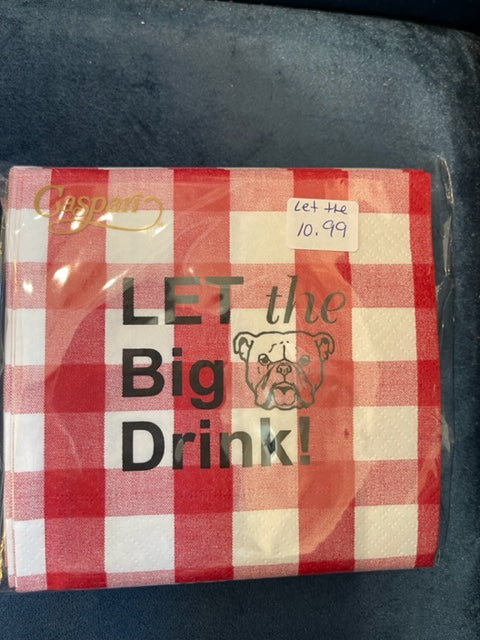 Caspari
Let the
10.99
LET the
Big
Drink!